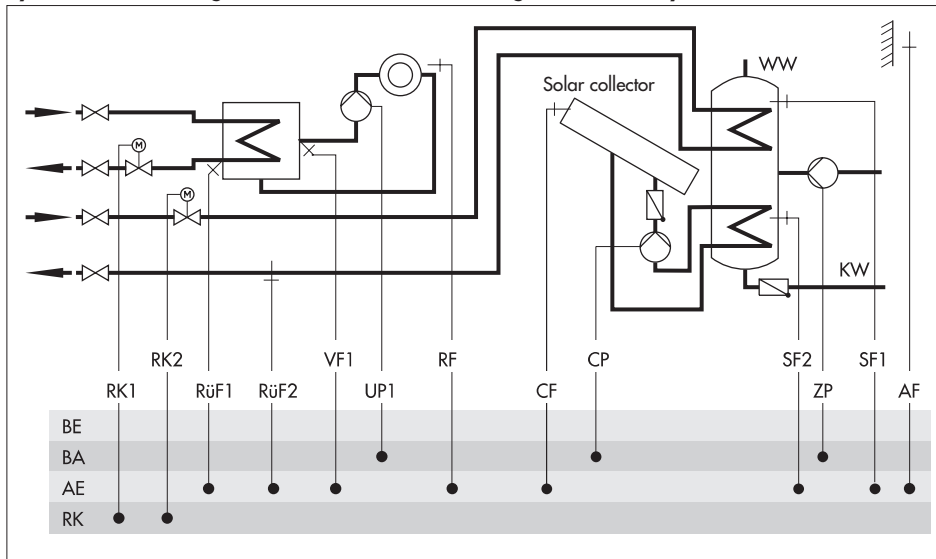 WW
Solar collector
M
M
KW
RK2
VF1
RF
CP
SF2
SF1
RK1
RüF1
RüF2
UP1
CF
ZP
AF
BE
BA
AE
RK